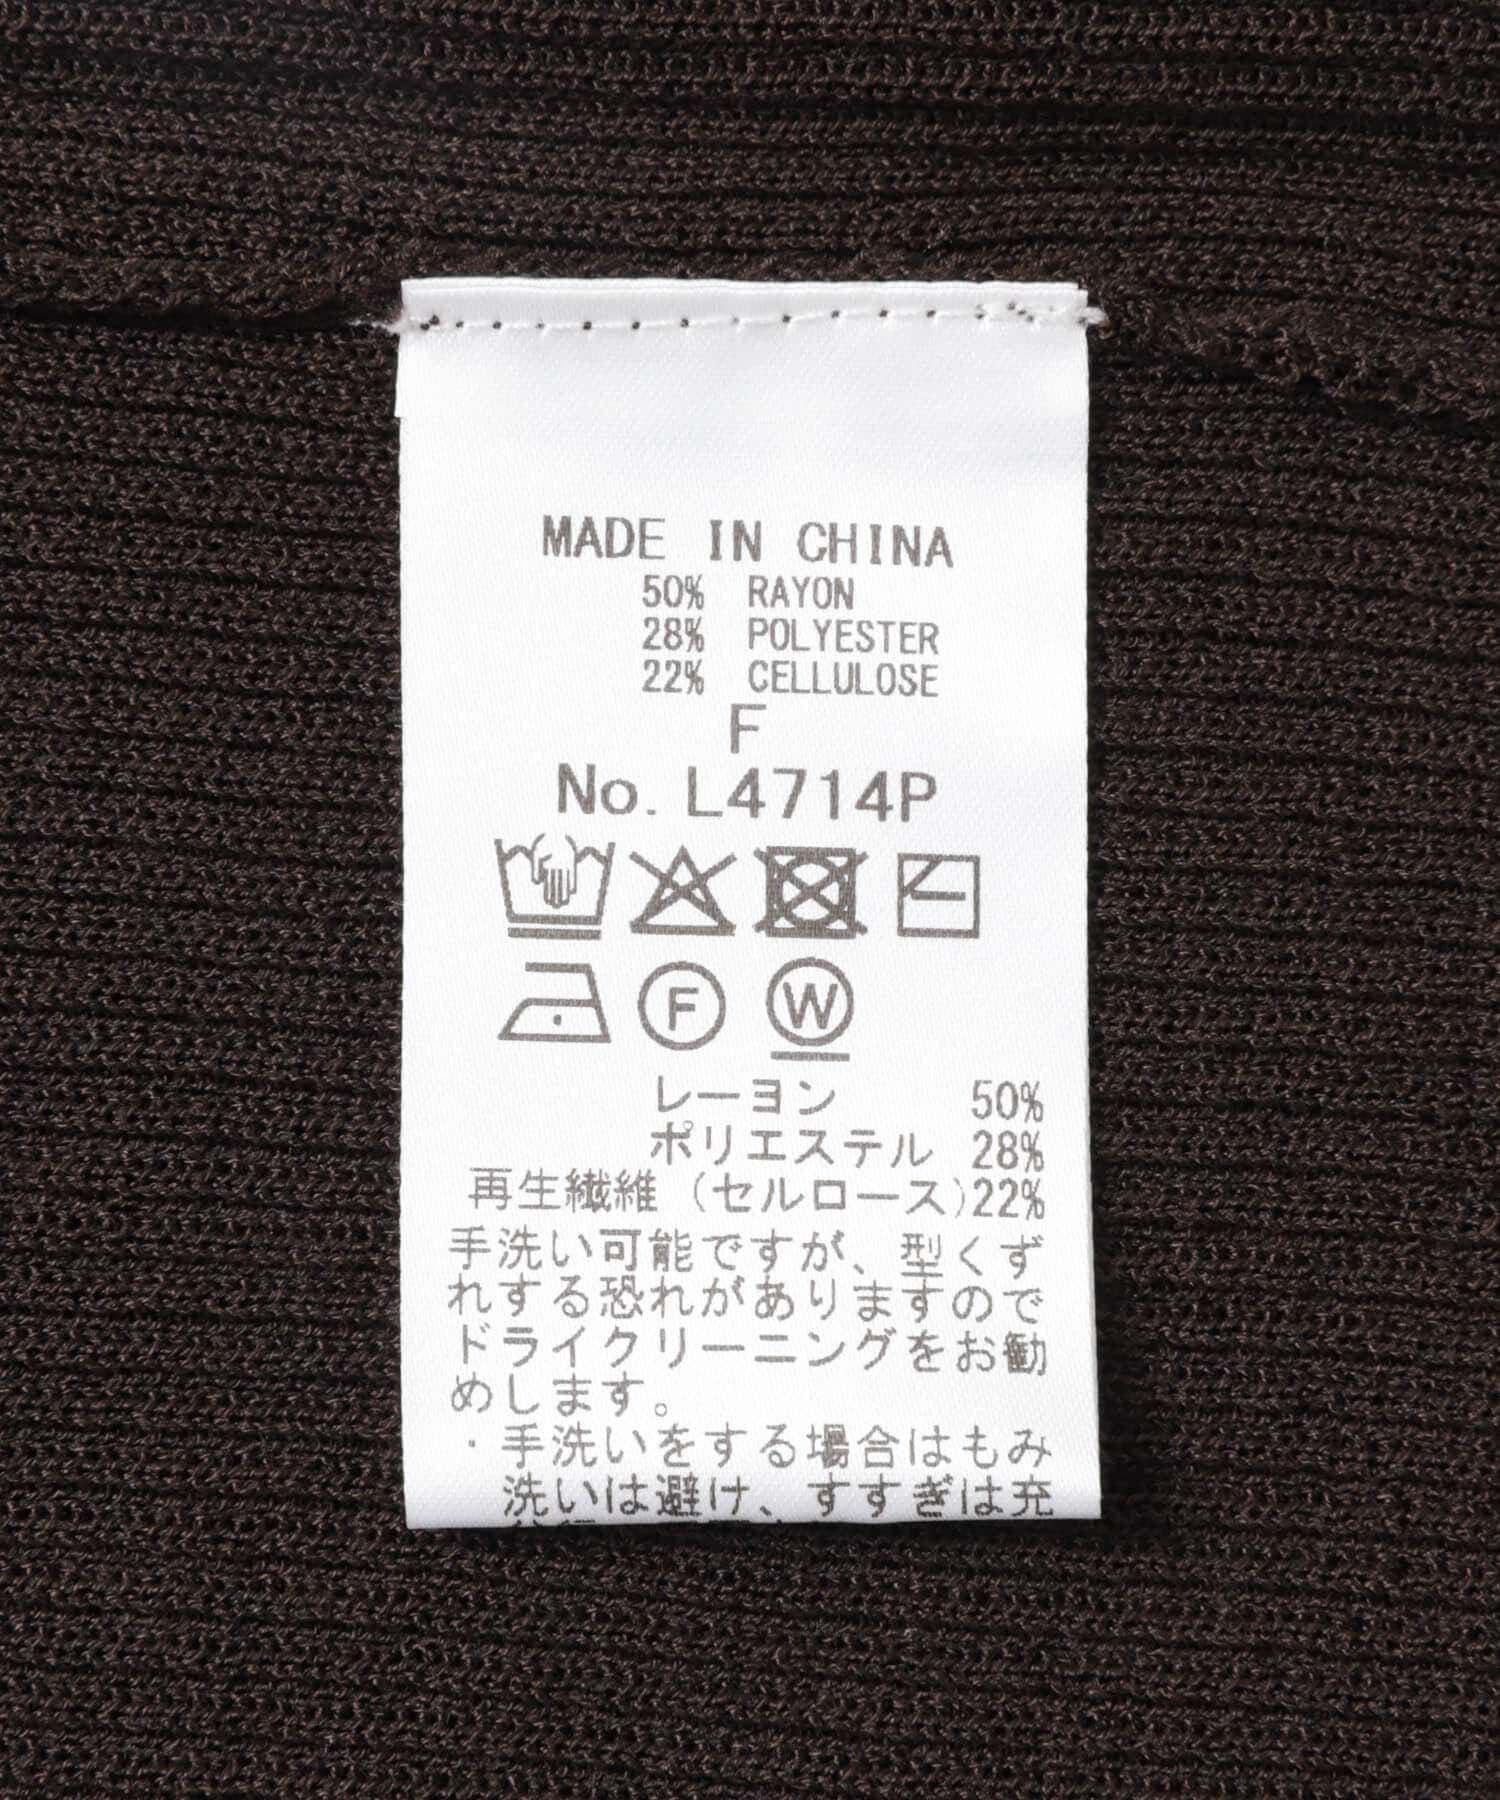 MADE IN CHINA
50% RAYON
28% POLYESTER
22% CELLULOSE
F
No. L4714P
F W
レーヨン 50%
ポリエステル 28%
再生繊維(セルロース)22%
手洗い可能ですが、型くず
れする恐れがありますので
ドライクリーニングをお勧
めします。
・手洗いをする場合はもみ
洗いは避け、すすぎは充